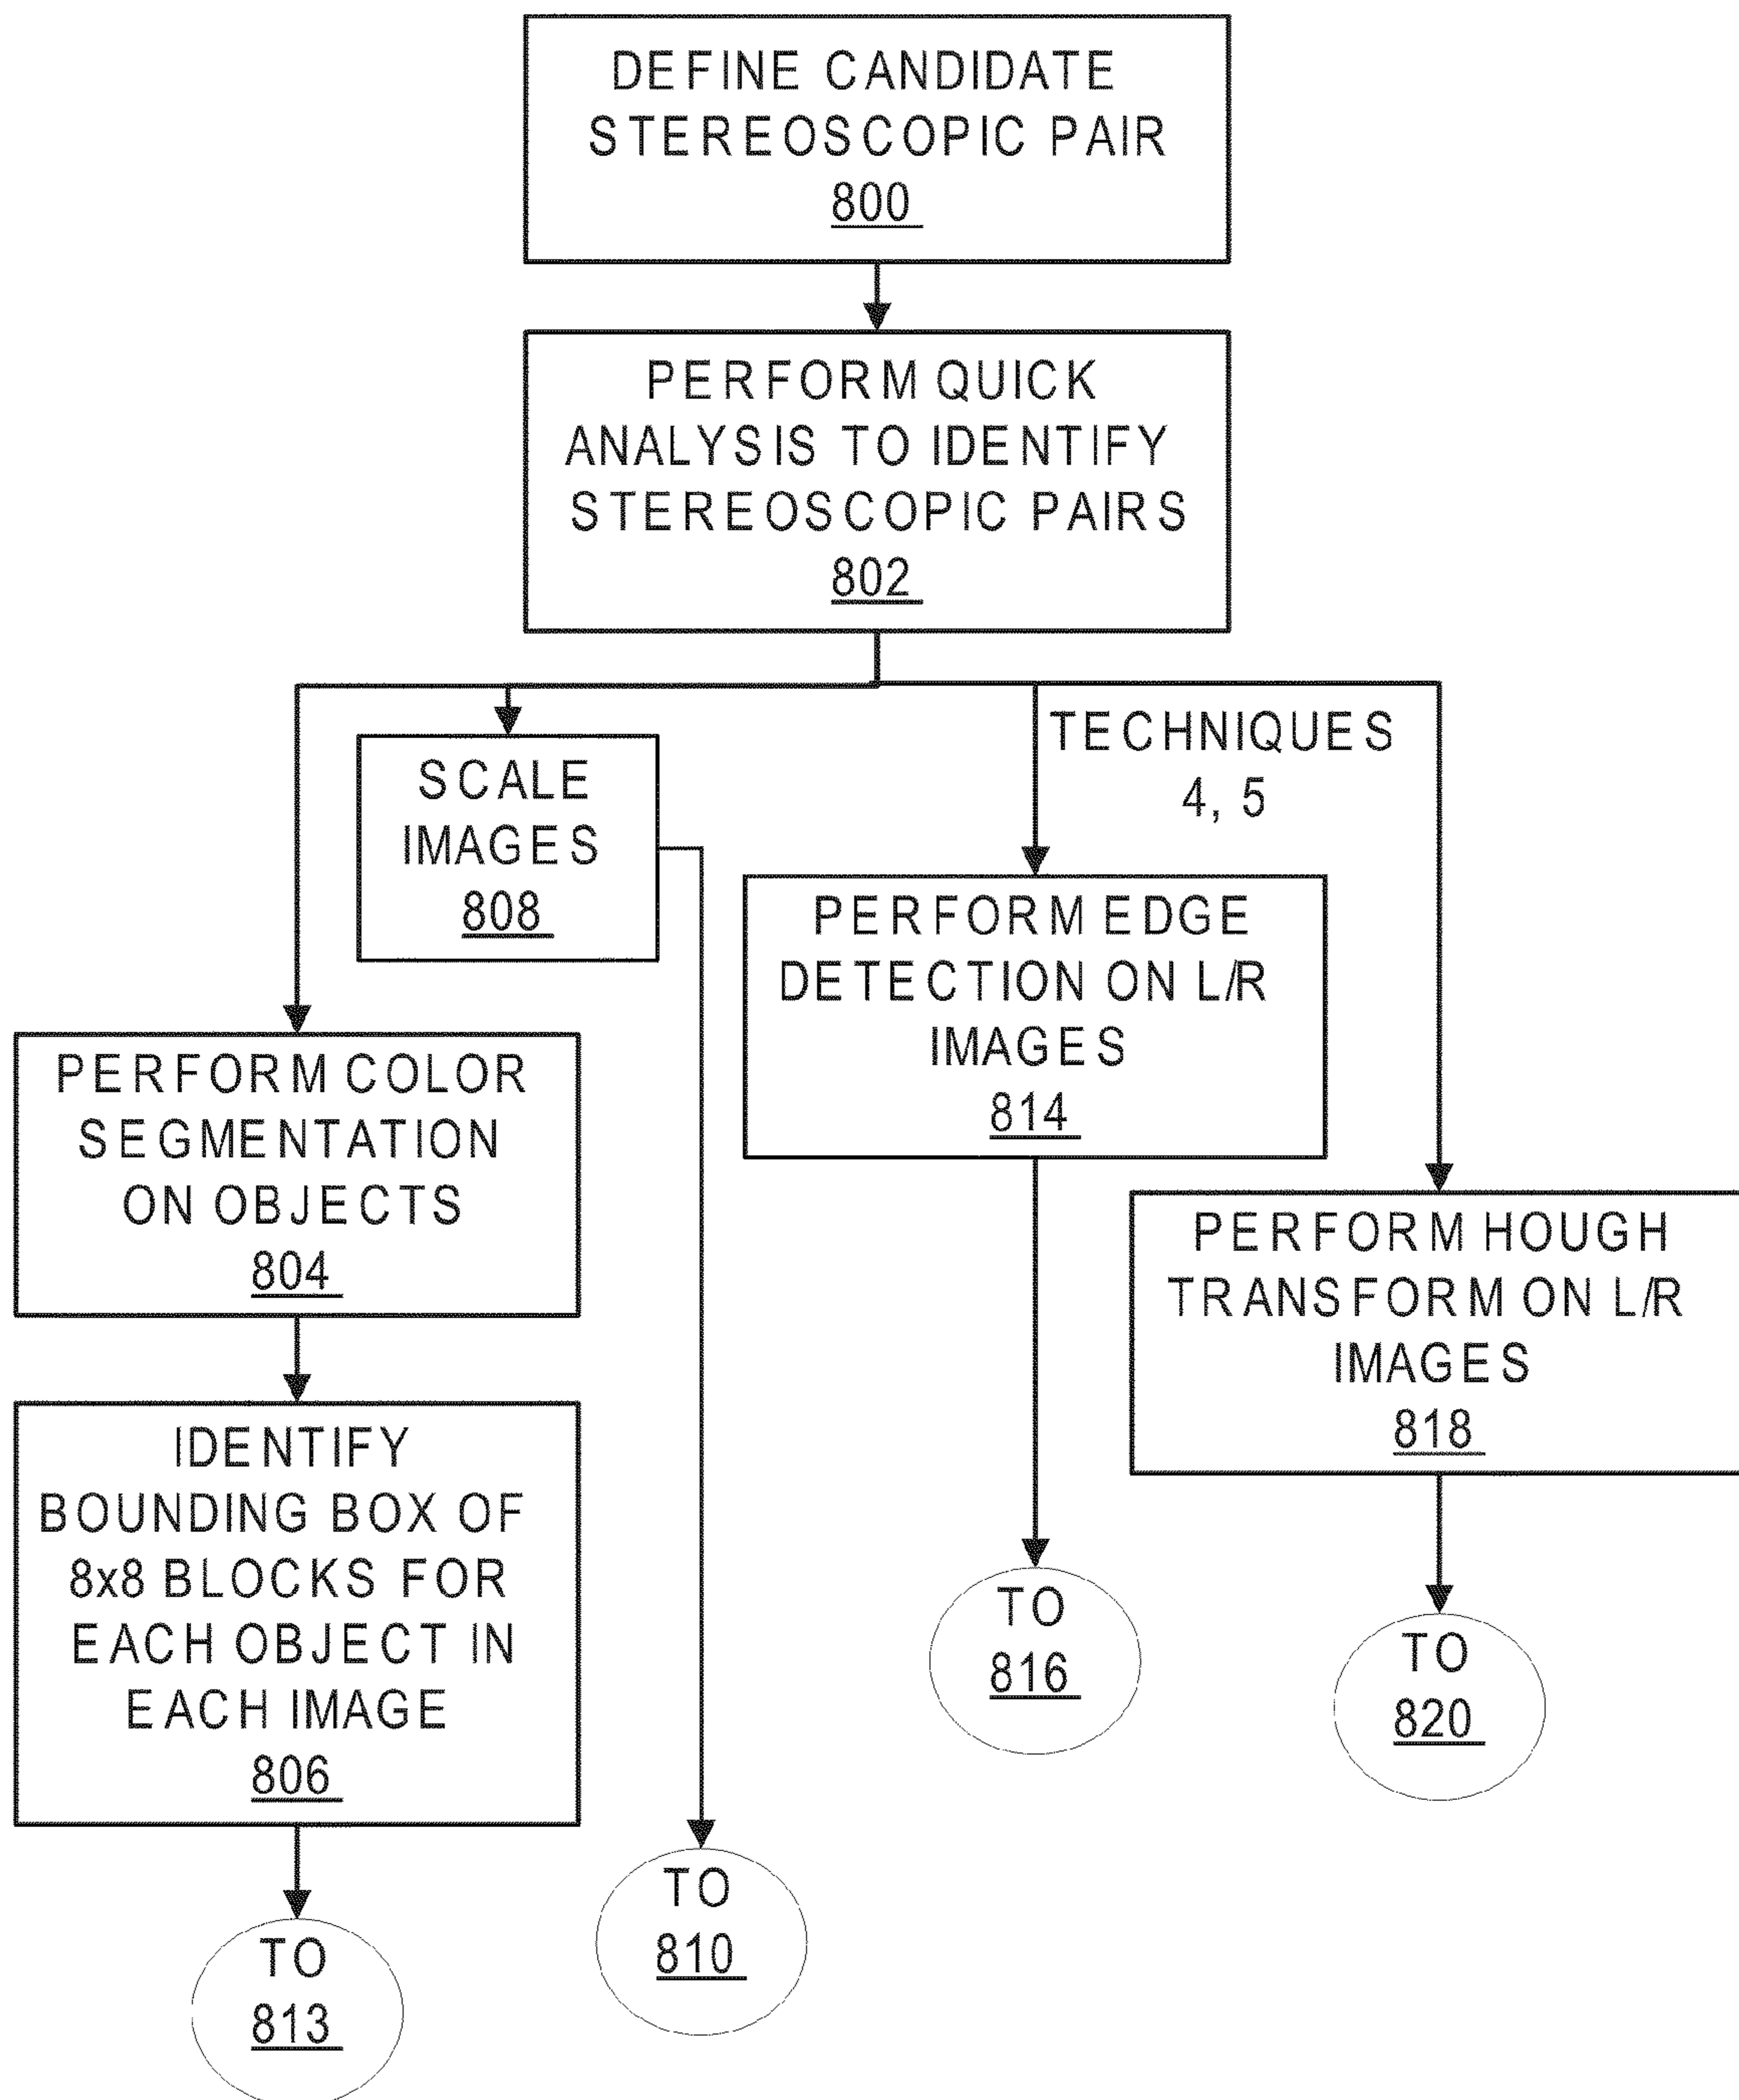 DEFINE CANDIDATE
STEREOSCOPIC PAIR
800
PERFORM QUICK
ANALYSIS TO IDENTIFY
STEREOSCOPIC PAIRS
802
SCALE
IMAGES
808
TECHNIQUES
4, 5
PERFORM EDGE
DETECTION ON L/R
IMAGES
814
PERFORM COLOR
SEGMENTATION
ON OBJECTS
804
PERFORM HOUGH
TRANSFORM ON L/R
IMAGES
818
IDENTIFY
BOUNDING BOX OF
8x8 BLOCKS FOR
EACH OBJECT IN
EACH IMAGE
806
TO
816
TO
820
TO
810
TO
813